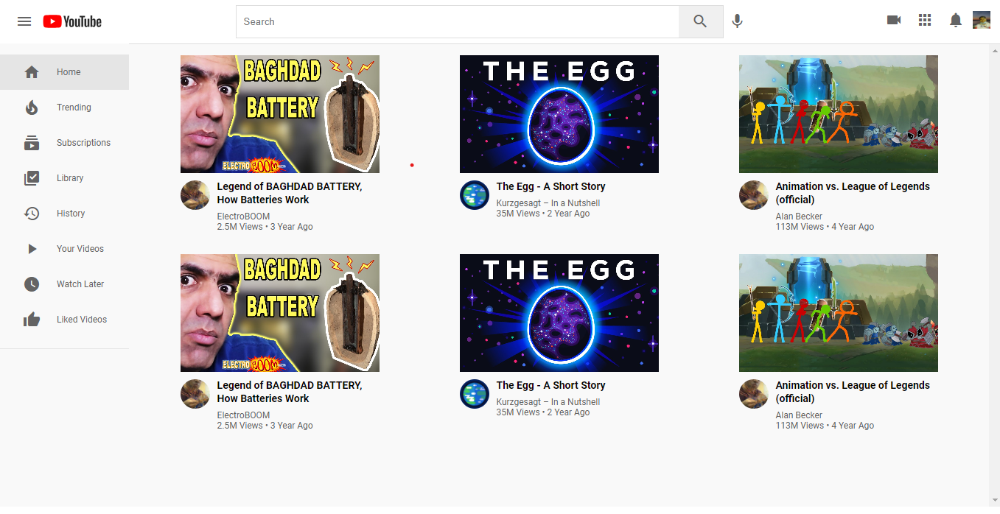 YouTube
Search
Home
Trending
Subscriptions
Library
History
Your Videos
Watch Later
Liked Videos
BAGHDAD
BATTERY
ELECTROBOOM
Legend of BAGHDAD BATTERY,
How Batteries Work
ElectroBOOM
2.5M Views • 3 Year Ago
THE EGG
The Egg - A Short Story
Kurzgesagt – In a Nutshell
35M Views • 2 Year Ago
Animation vs. League of Legends
(official)
Alan Becker
113M Views • 4 Year Ago
BAGHDAD
BATTERY
ELECTROBOOM
Legend of BAGHDAD BATTERY,
How Batteries Work
ElectroBOOM
2.5M Views • 3 Year Ago
THE EGG
The Egg - A Short Story
Kurzgesagt – In a Nutshell
35M Views • 2 Year Ago
Animation vs. League of Legends
(official)
Alan Becker
113M Views • 4 Year Ago